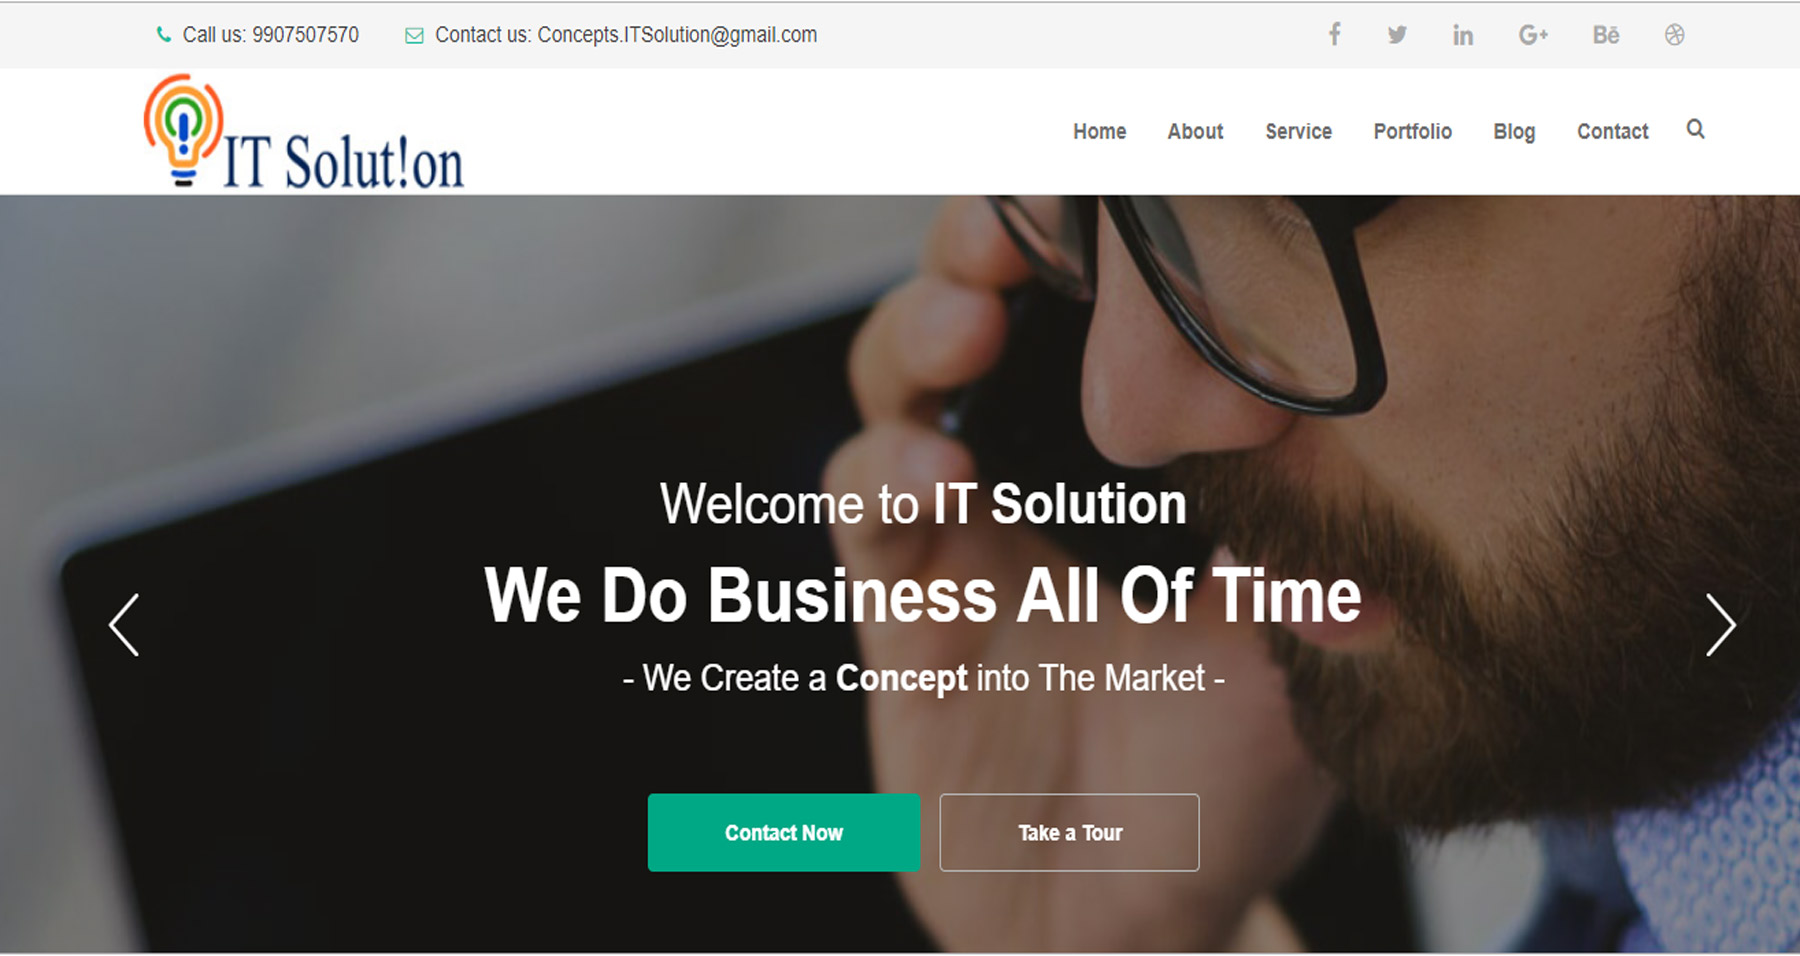 Call us: 9907507570 Contact us: Concepts.ITSolution@gmail.com
f in G+ Bē
IT Solut!on
Home About Service Portfolio Blog Contact
Welcome to IT Solution
We Do Business All Of Time
- We Create a Concept into The Market -
Contact Now Take a Tour